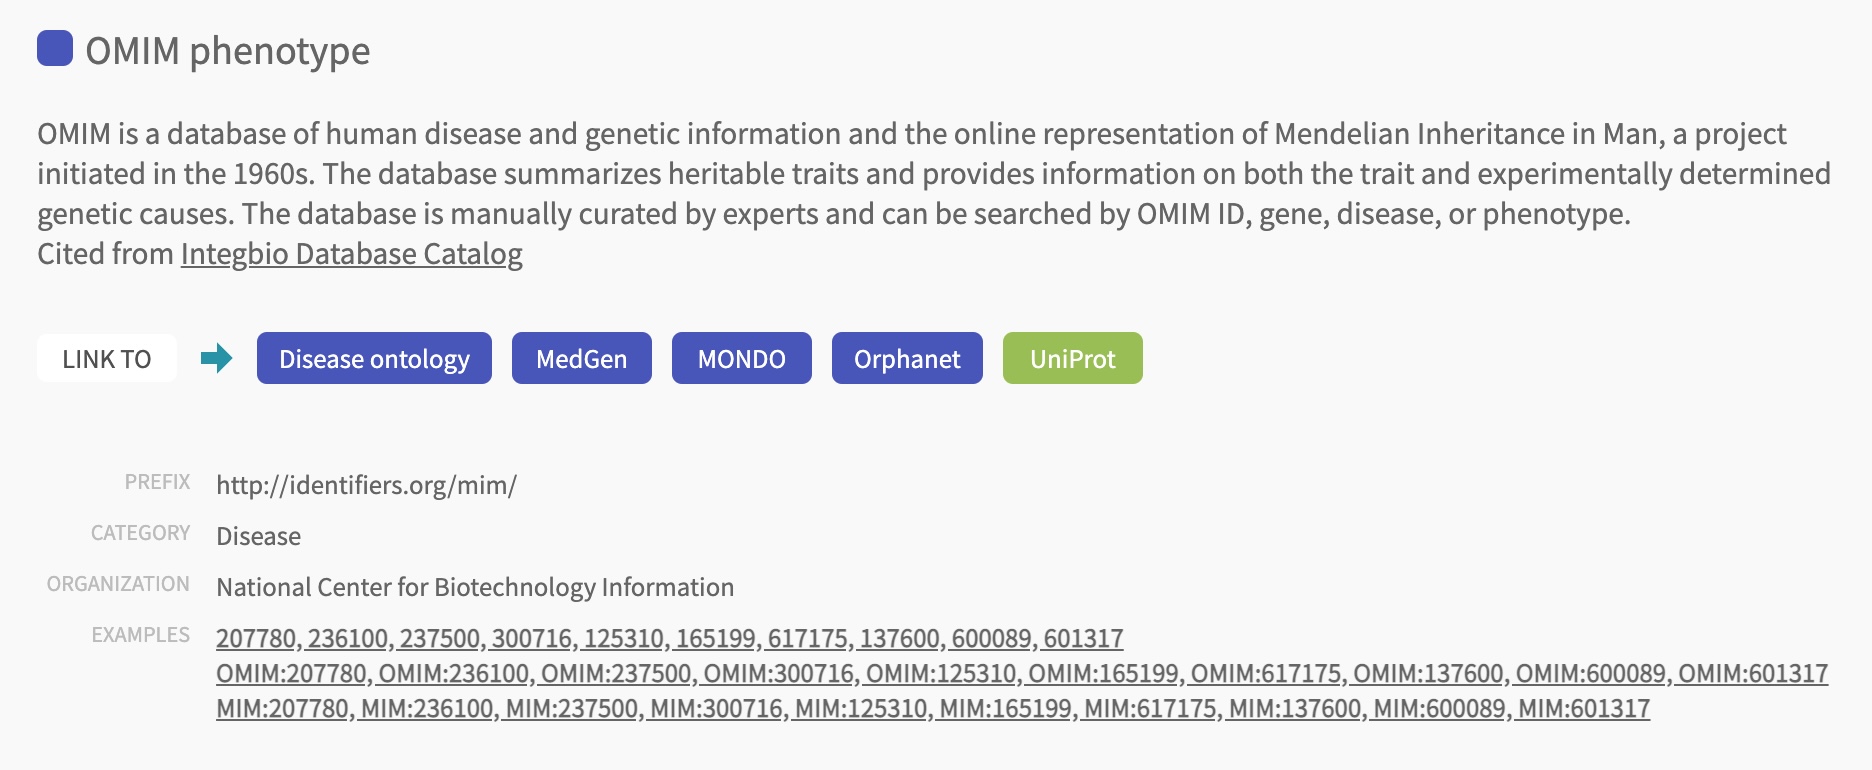 OMIM phenotype
OMIM is a database of human disease and genetic information and the online representation of Mendelian Inheritance in Man, a project
initiated in the 1960s. The database summarizes heritable traits and provides information on both the trait and experimentally determined
genetic causes. The database is manually curated by experts and can be searched by OMIM ID, gene, disease, or phenotype.
Cited from Integbio Database Catalog
LINK TO Disease ontology MedGen MONDO Orphanet UniProt
PREFIX http://identifiers.org/mim/
CATEGORY Disease
ORGANIZATION National Center for Biotechnology Information
EXAMPLES 207780, 236100, 237500, 300716, 125310, 165199, 617175, 137600, 600089, 601317
OMIM:207780, OMIM:236100, OMIM:237500, OMIM:300716, OMIM:125310, OMIM:165199, OMIM:617175, OMIM:137600, OMIM:600089, OMIM:601317
MIM:207780, MIM:236100, MIM:237500, MIM:300716, MIM:125310, MIM:165199, MIM:617175, MIM:137600, MIM:600089, MIM:601317